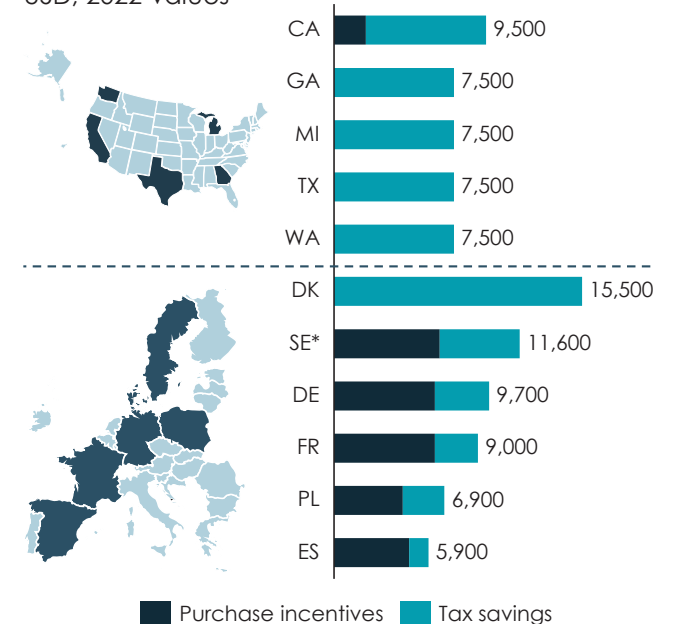 CA 9,500
GA 7,500
MI 7,500
TX 7,500
WA 7,500
DK 15,500
SE* 11,600
DE 9,700
FR 9,000
PL 6,900
ES 5,900
Purchase incentives Tax savings